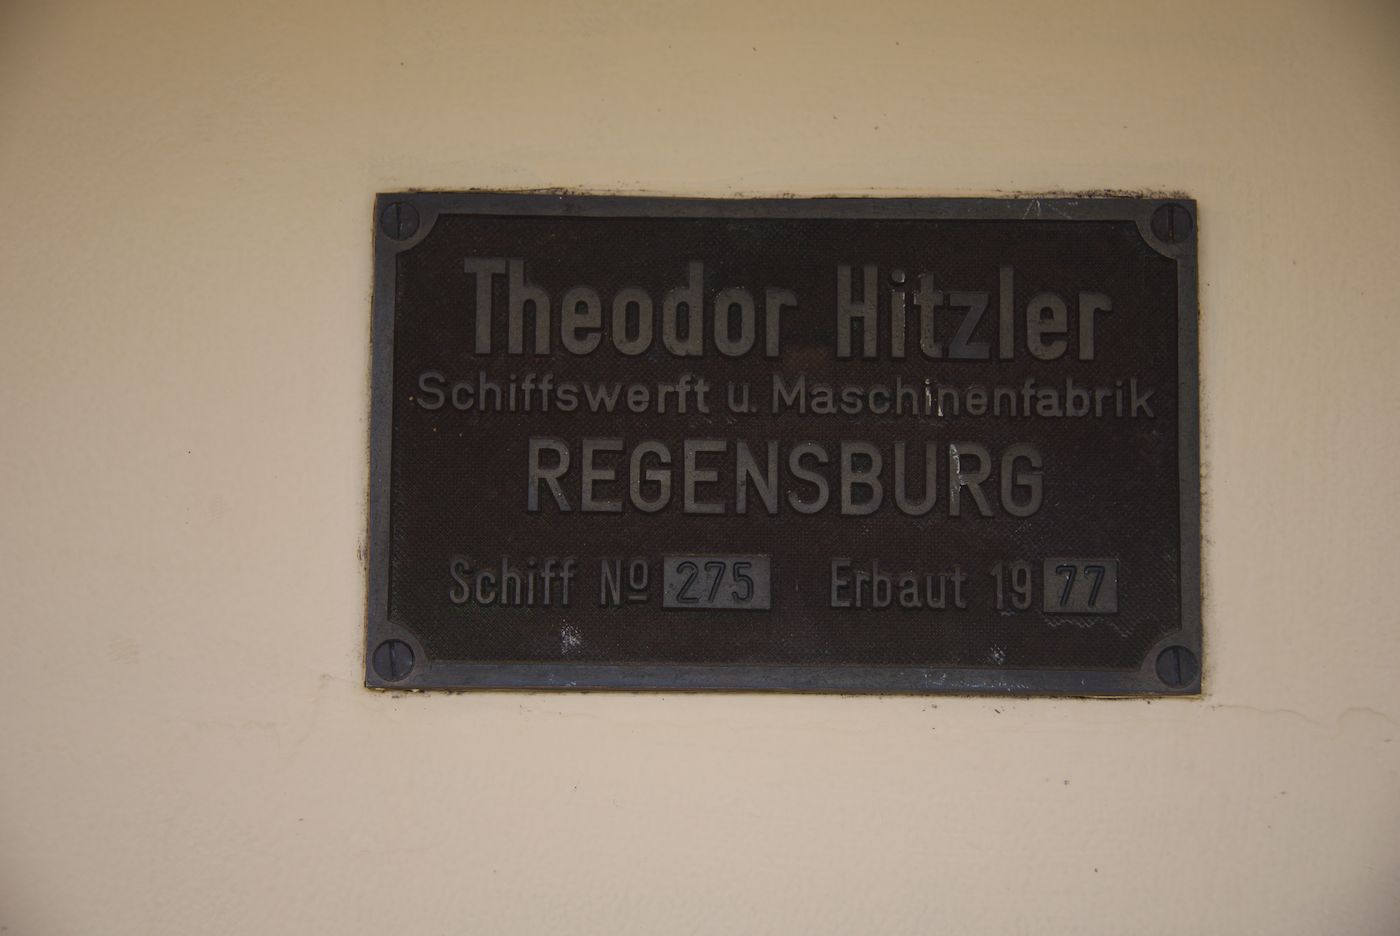 Theodor Hitzler
Schiffswerft u. Maschinenfabrik
REGENSBURG
Schiff Nº 275 Erbaut 1977